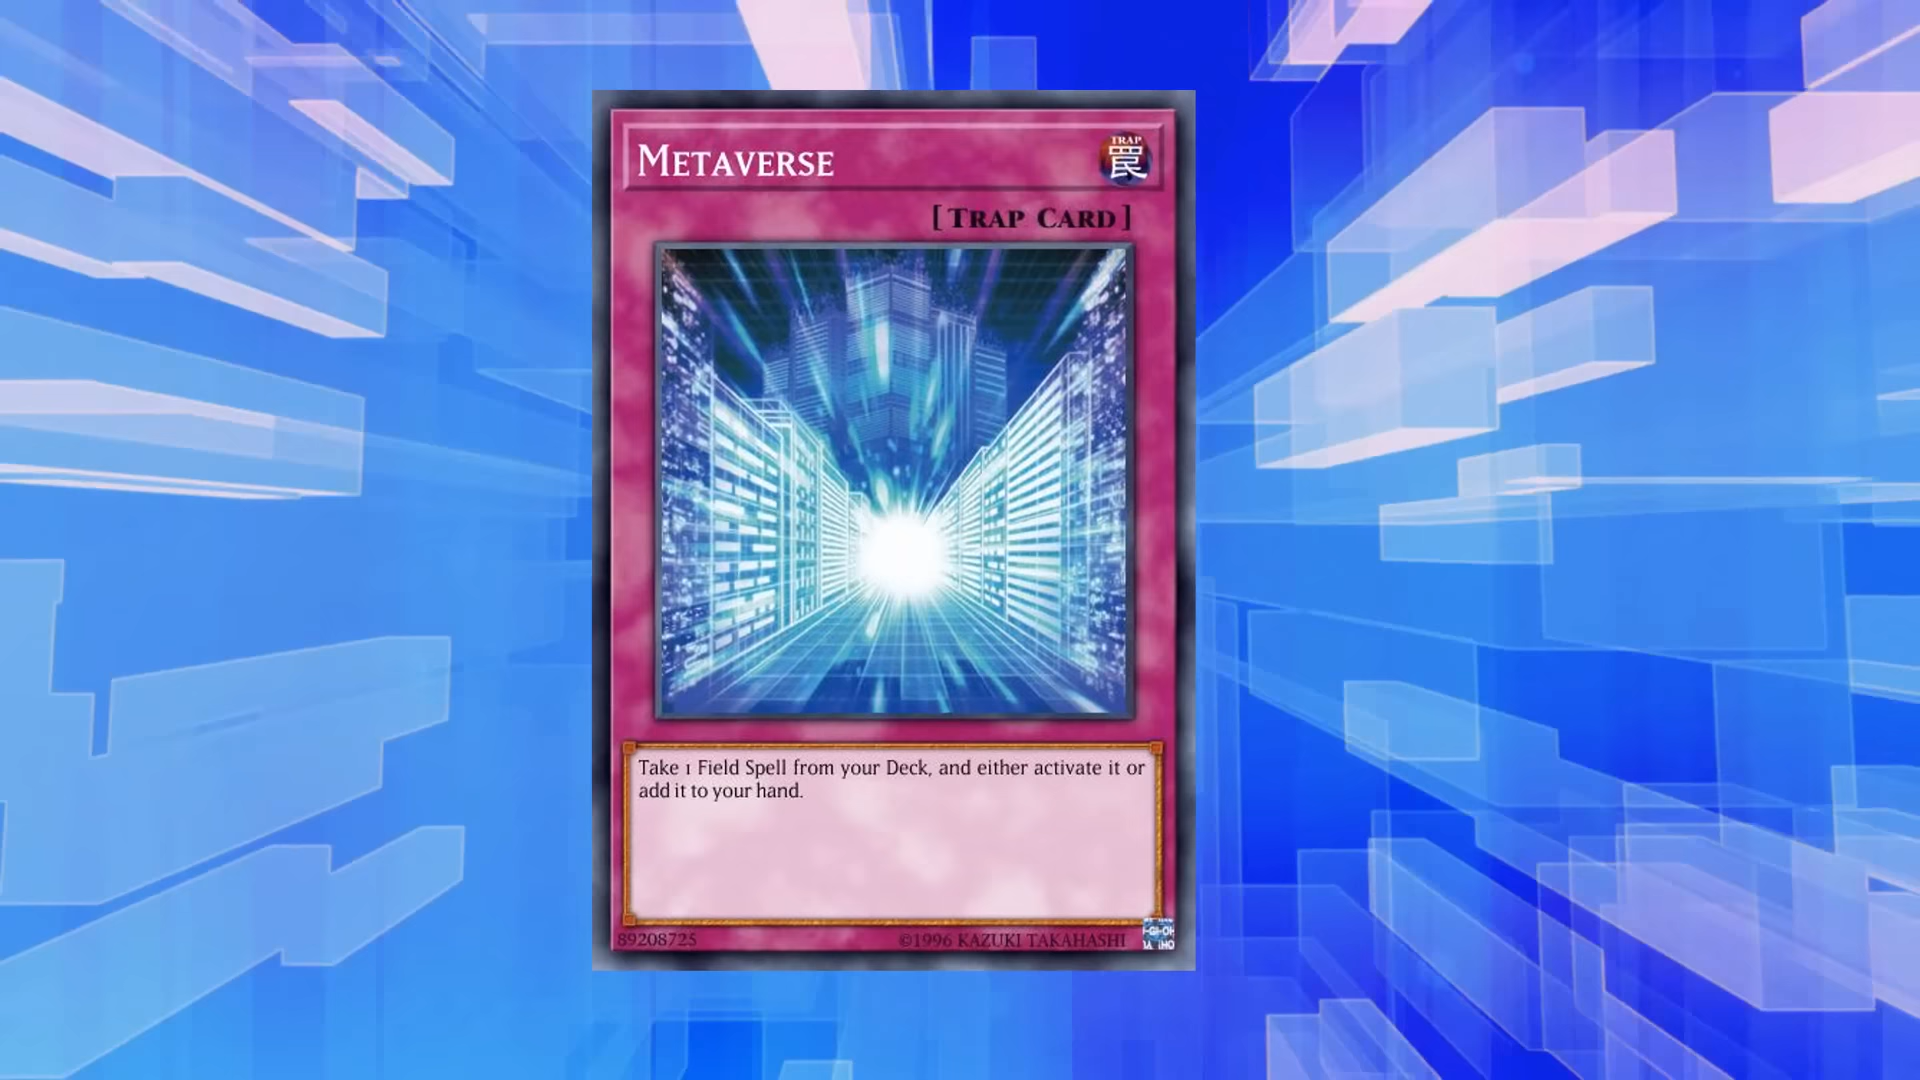 Metaverse
TRAP
罠
[Trap Card]
Take 1 Field Spell from your Deck, and either activate it or
add it to your hand.
89208725
©1996 KAZUKI TAKAHASHI